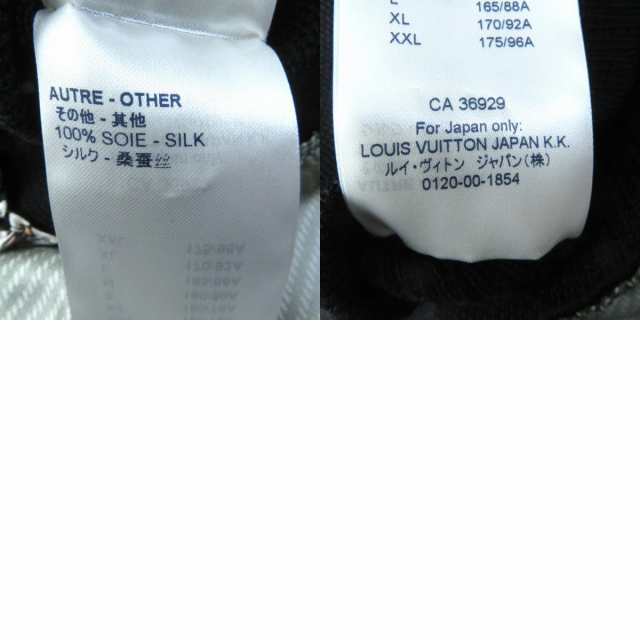 AUTRE - OTHER
その他 - 其他
100% SOIE - SILK
シルク - 桑蚕丝
L 165/88A
XL 170/92A
XXL 175/96A
CA 36929
For Japan only:
LOUIS VUITTON JAPAN K.K.
ルイ・ヴィトン ジャパン(株)
0120-00-1854